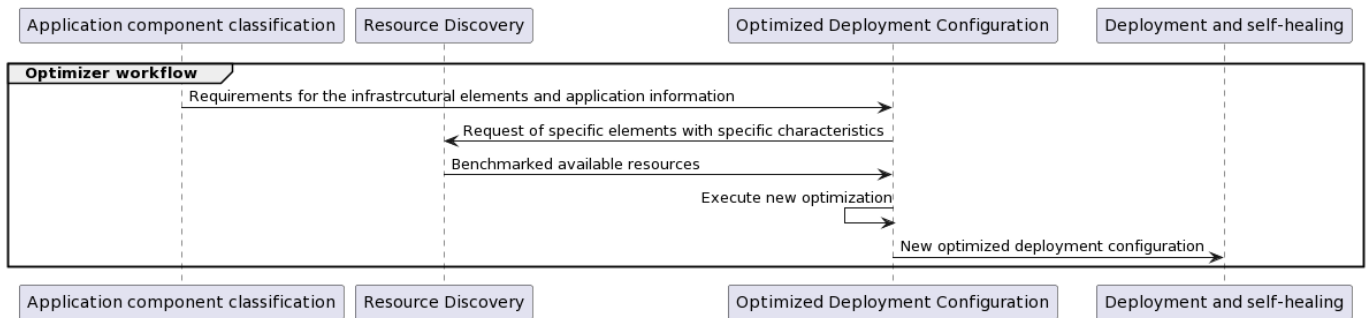 Application component classification
Resource Discovery
Optimized Deployment Configuration
Deployment and self-healing
Optimizer workflow
Requirements for the infrastrcutural elements and application information
Request of specific elements with specific characteristics
Benchmarked available resources
Execute new optimization
New optimized deployment configuration
Application component classification
Resource Discovery
Optimized Deployment Configuration
Deployment and self-healing